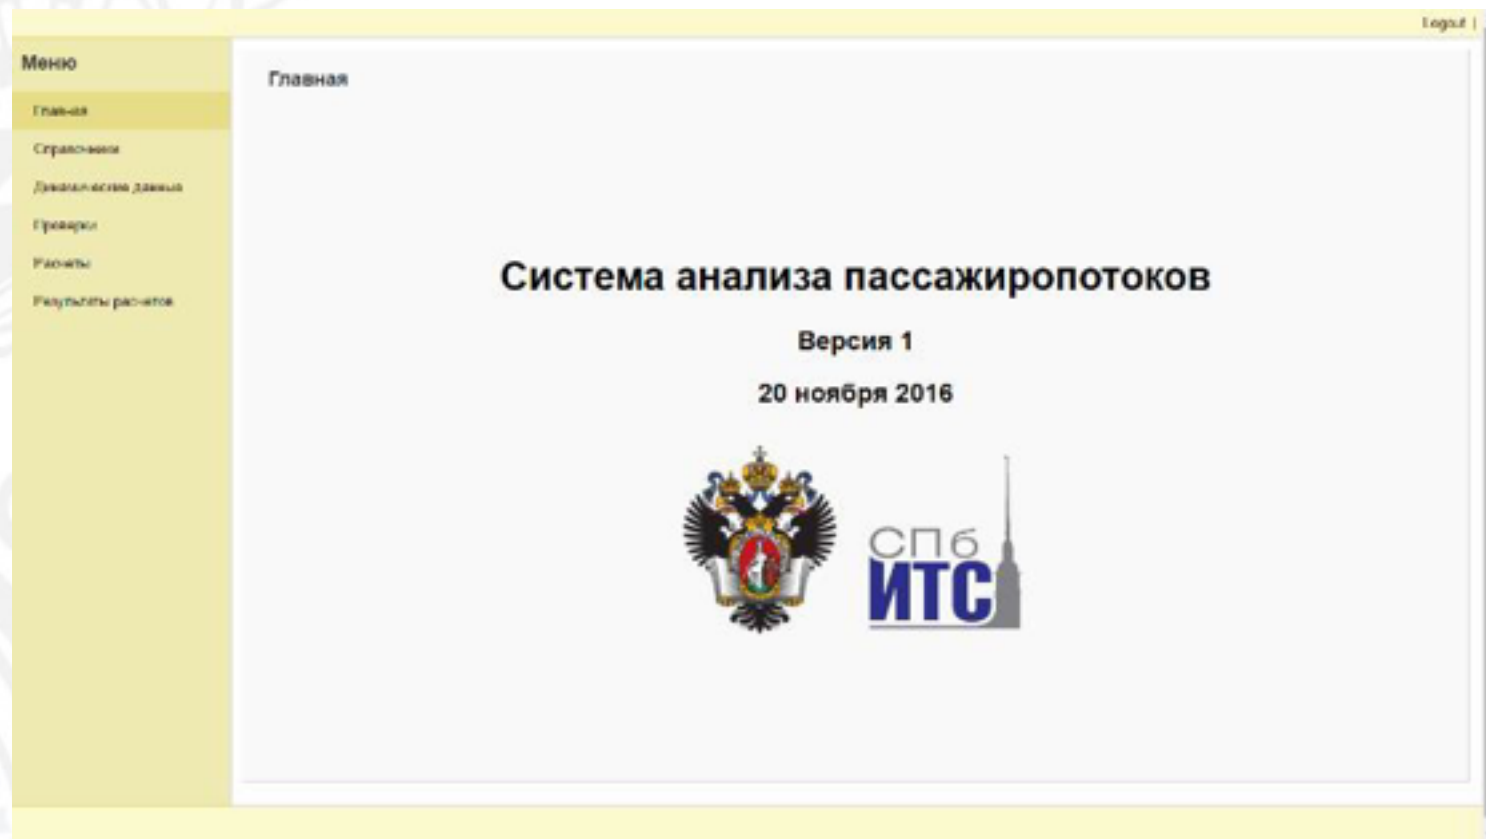 Logout |
Меню
Главная
Справочники
Динамические данные
Проверки
Расчеты
Результаты расчетов
Главная
Система анализа пассажиропотоков
Версия 1
20 ноября 2016
СПб
ИТС